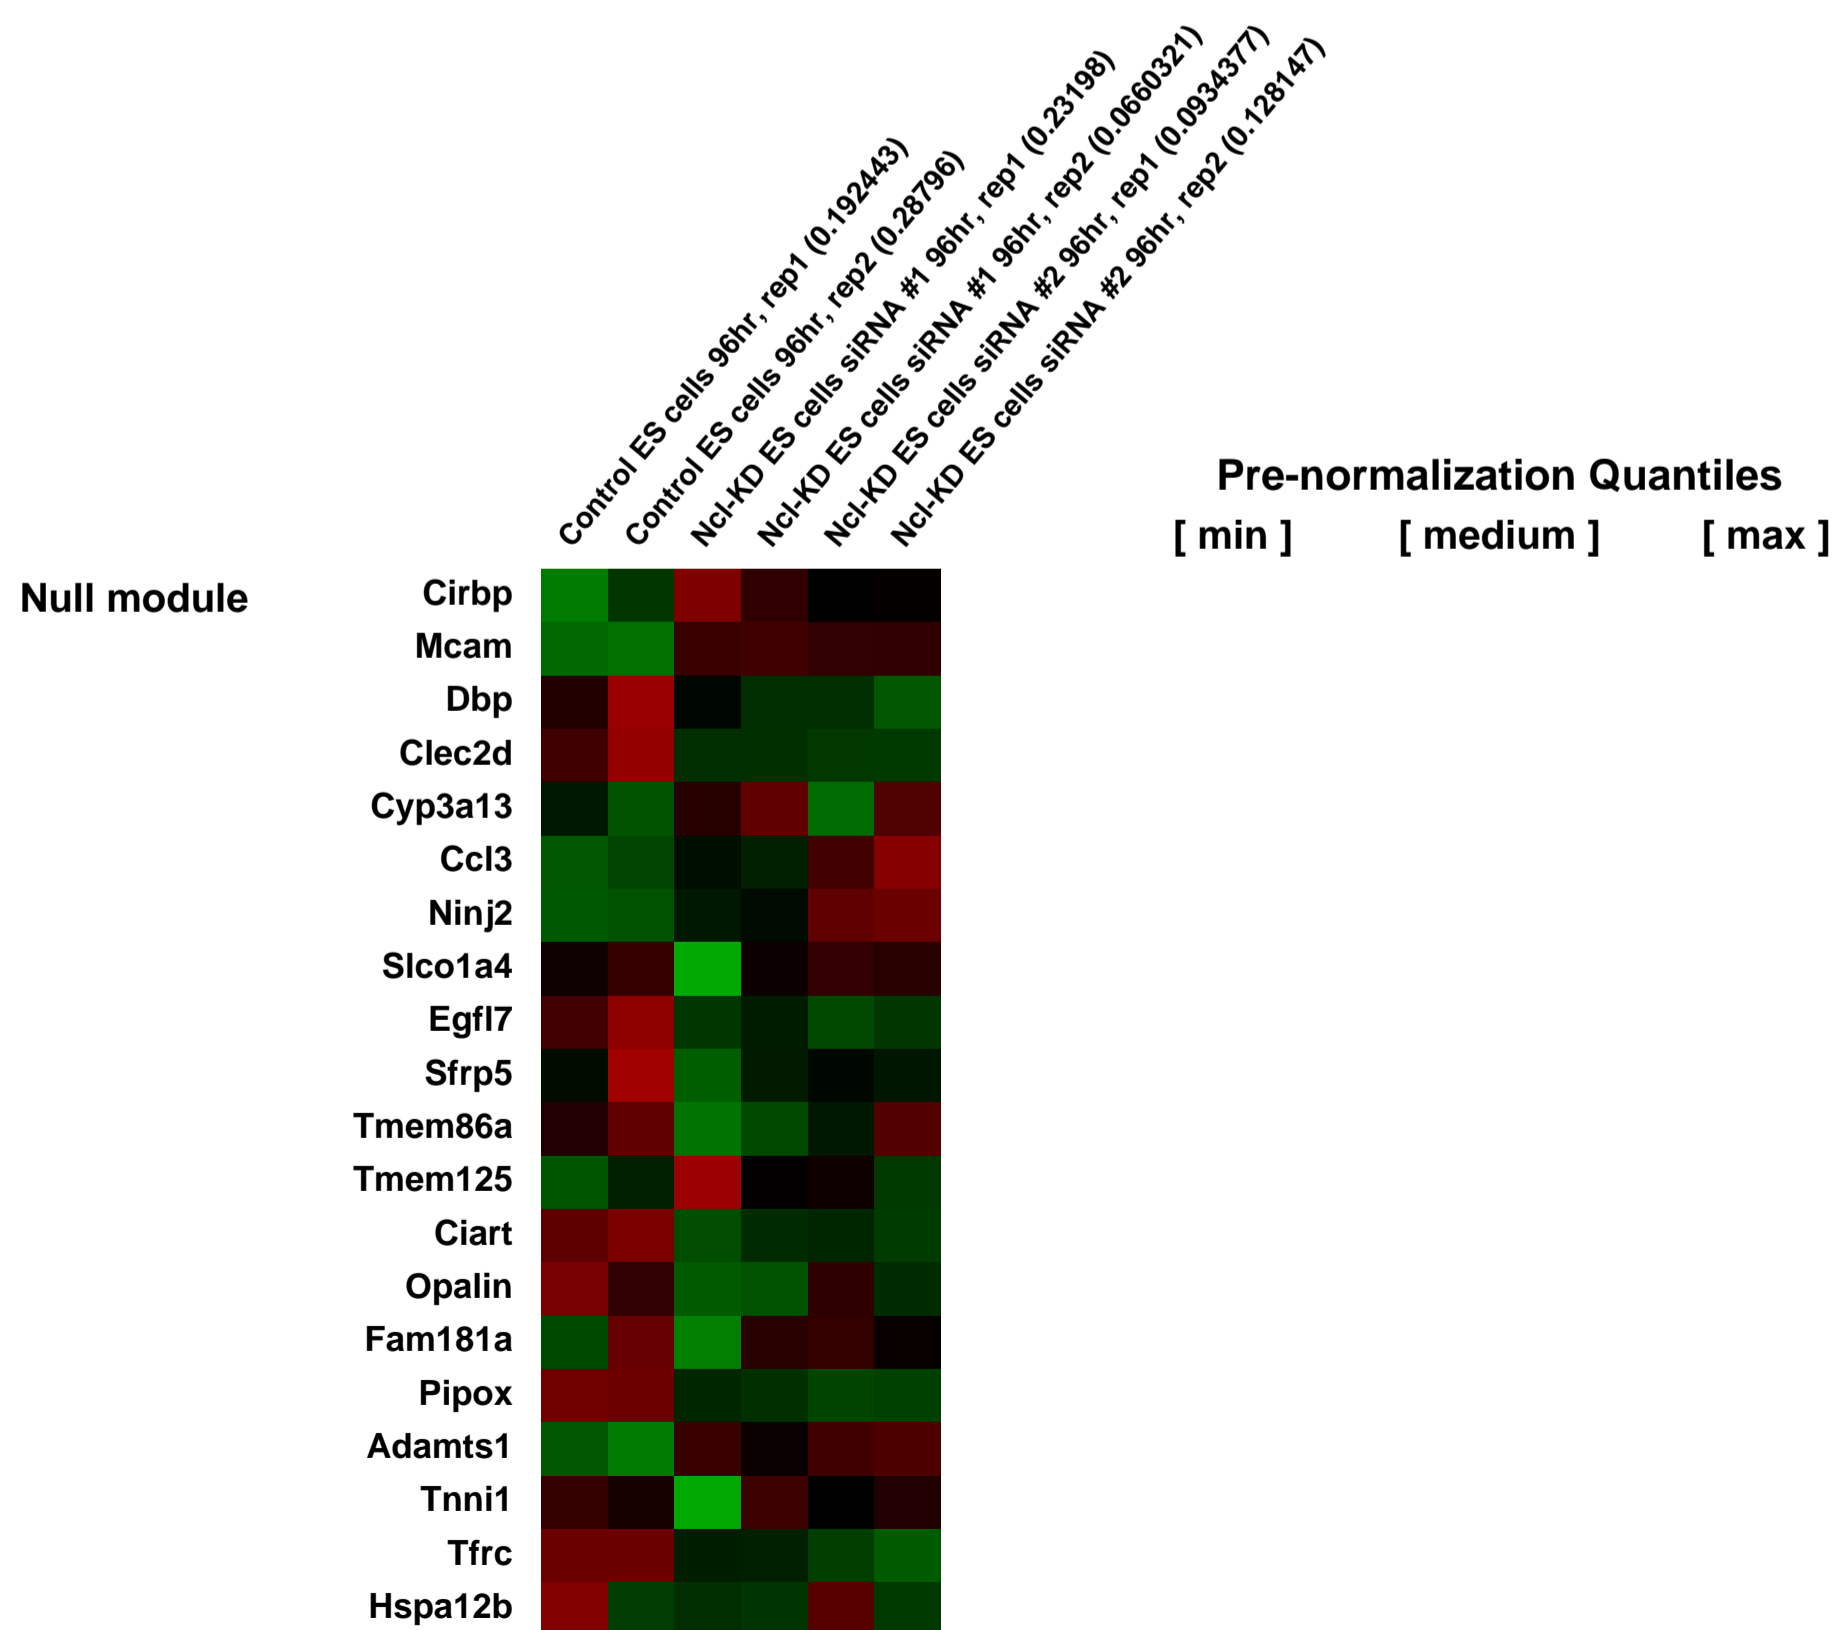 Control ES cells 96hr, rep1 (0.192443)
Control ES cells 96hr, rep2 (0.28796)
Ncl-KD ES cells siRNA #1 96hr, rep1 (0.23198)
Ncl-KD ES cells siRNA #1 96hr, rep2 (0.0660321)
Ncl-KD ES cells siRNA #2 96hr, rep1 (0.0934377)
Ncl-KD ES cells siRNA #2 96hr, rep2 (0.128147)
Pre-normalization Quantiles
[ min ] [ medium ] [ max ]
Null module
Cirbp
Mcam
Dbp
Clec2d
Cyp3a13
Ccl3
Ninj2
Slco1a4
Egfl7
Sfrp5
Tmem86a
Tmem125
Ciart
Opalin
Fam181a
Pipox
Adamts1
Tnni1
Tfrc
Hspa12b